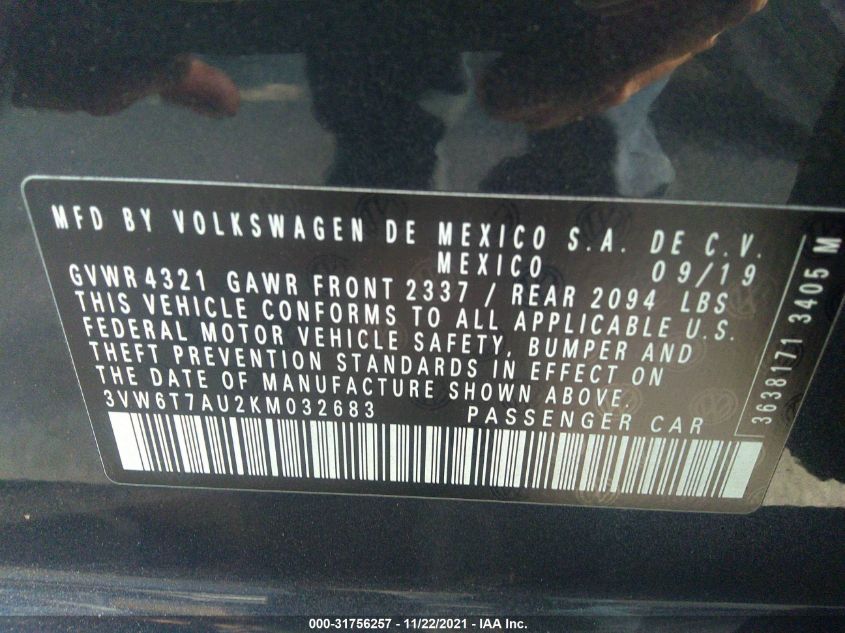 MFD BY VOLKSWAGEN DE MEXICO S.A. DE C.V.
MEXICO 09/19
GVWR 4321 GAWR FRONT 2337 / REAR 2094 LBS
THIS VEHICLE CONFORMS TO ALL APPLICABLE U.S.
FEDERAL MOTOR VEHICLE SAFETY, BUMPER AND
THEFT PREVENTION STANDARDS IN EFFECT ON
THE DATE OF MANUFACTURE SHOWN ABOVE.
3VW6T7AU2KM032683 PASSENGER CAR
3638171 3405 M
000-31756257 - 11/22/2021 - IAA Inc.